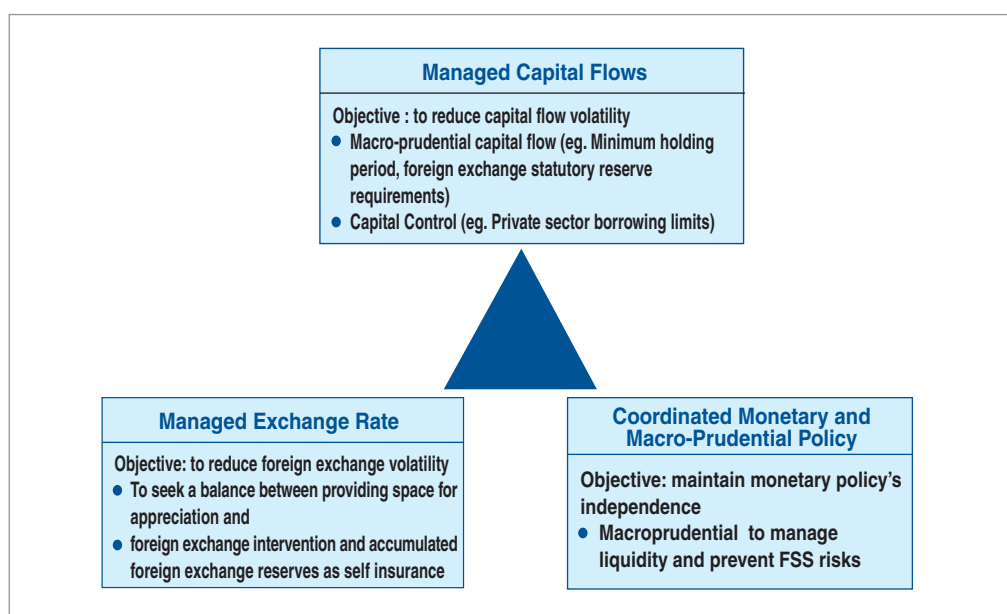 Managed Capital Flows
Objective : to reduce capital flow volatility
● Macro-prudential capital flow (eg. Minimum holding
period, foreign exchange statutory reserve
requirements)
● Capital Control (eg. Private sector borrowing limits)
Managed Exchange Rate
Objective: to reduce foreign exchange volatility
● To seek a balance between providing space for
appreciation and
● foreign exchange intervention and accumulated
foreign exchange reserves as self insurance
Coordinated Monetary and
Macro-Prudential Policy
Objective: maintain monetary policy's
independence
● Macroprudential to manage
liquidity and prevent FSS risks